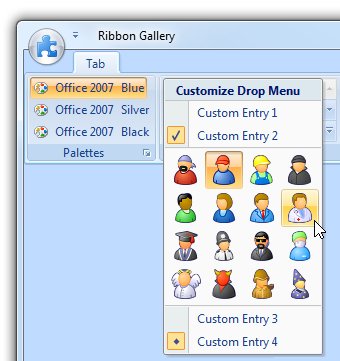 Ribbon Gallery
Tab
Office 2007 Blue
Office 2007 Silver
Office 2007 Black
Palettes
Customize Drop Menu
Custom Entry 1
Custom Entry 2
Custom Entry 3
Custom Entry 4